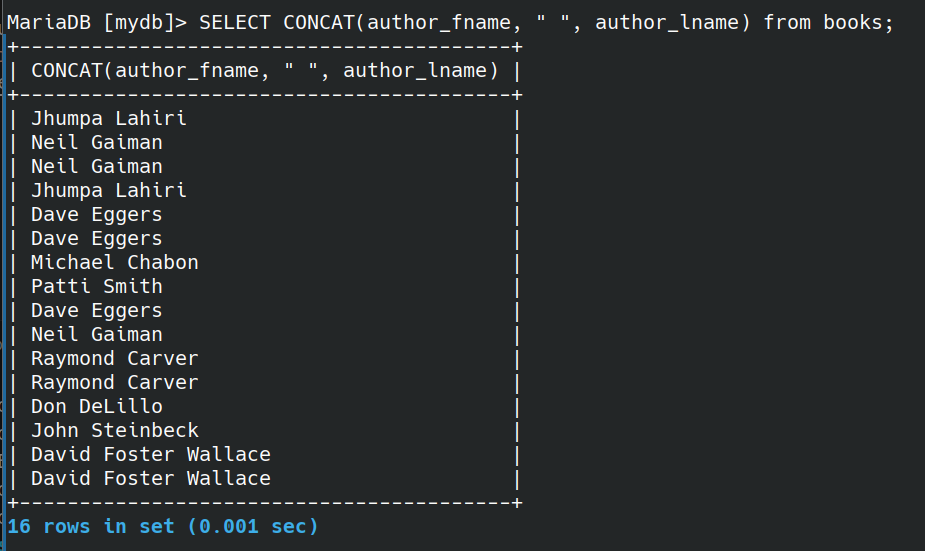 MariaDB [mydb]> SELECT CONCAT(author_fname, " ", author_lname) from books;
+-----------------------------------------+
| CONCAT(author_fname, " ", author_lname) |
+-----------------------------------------+
| Jhumpa Lahiri                           |
| Neil Gaiman                             |
| Neil Gaiman                             |
| Jhumpa Lahiri                           |
| Dave Eggers                             |
| Dave Eggers                             |
| Michael Chabon                          |
| Patti Smith                             |
| Dave Eggers                             |
| Neil Gaiman                             |
| Raymond Carver                          |
| Raymond Carver                          |
| Don DeLillo                             |
| John Steinbeck                          |
| David Foster Wallace                    |
| David Foster Wallace                    |
+-----------------------------------------+
16 rows in set (0.001 sec)